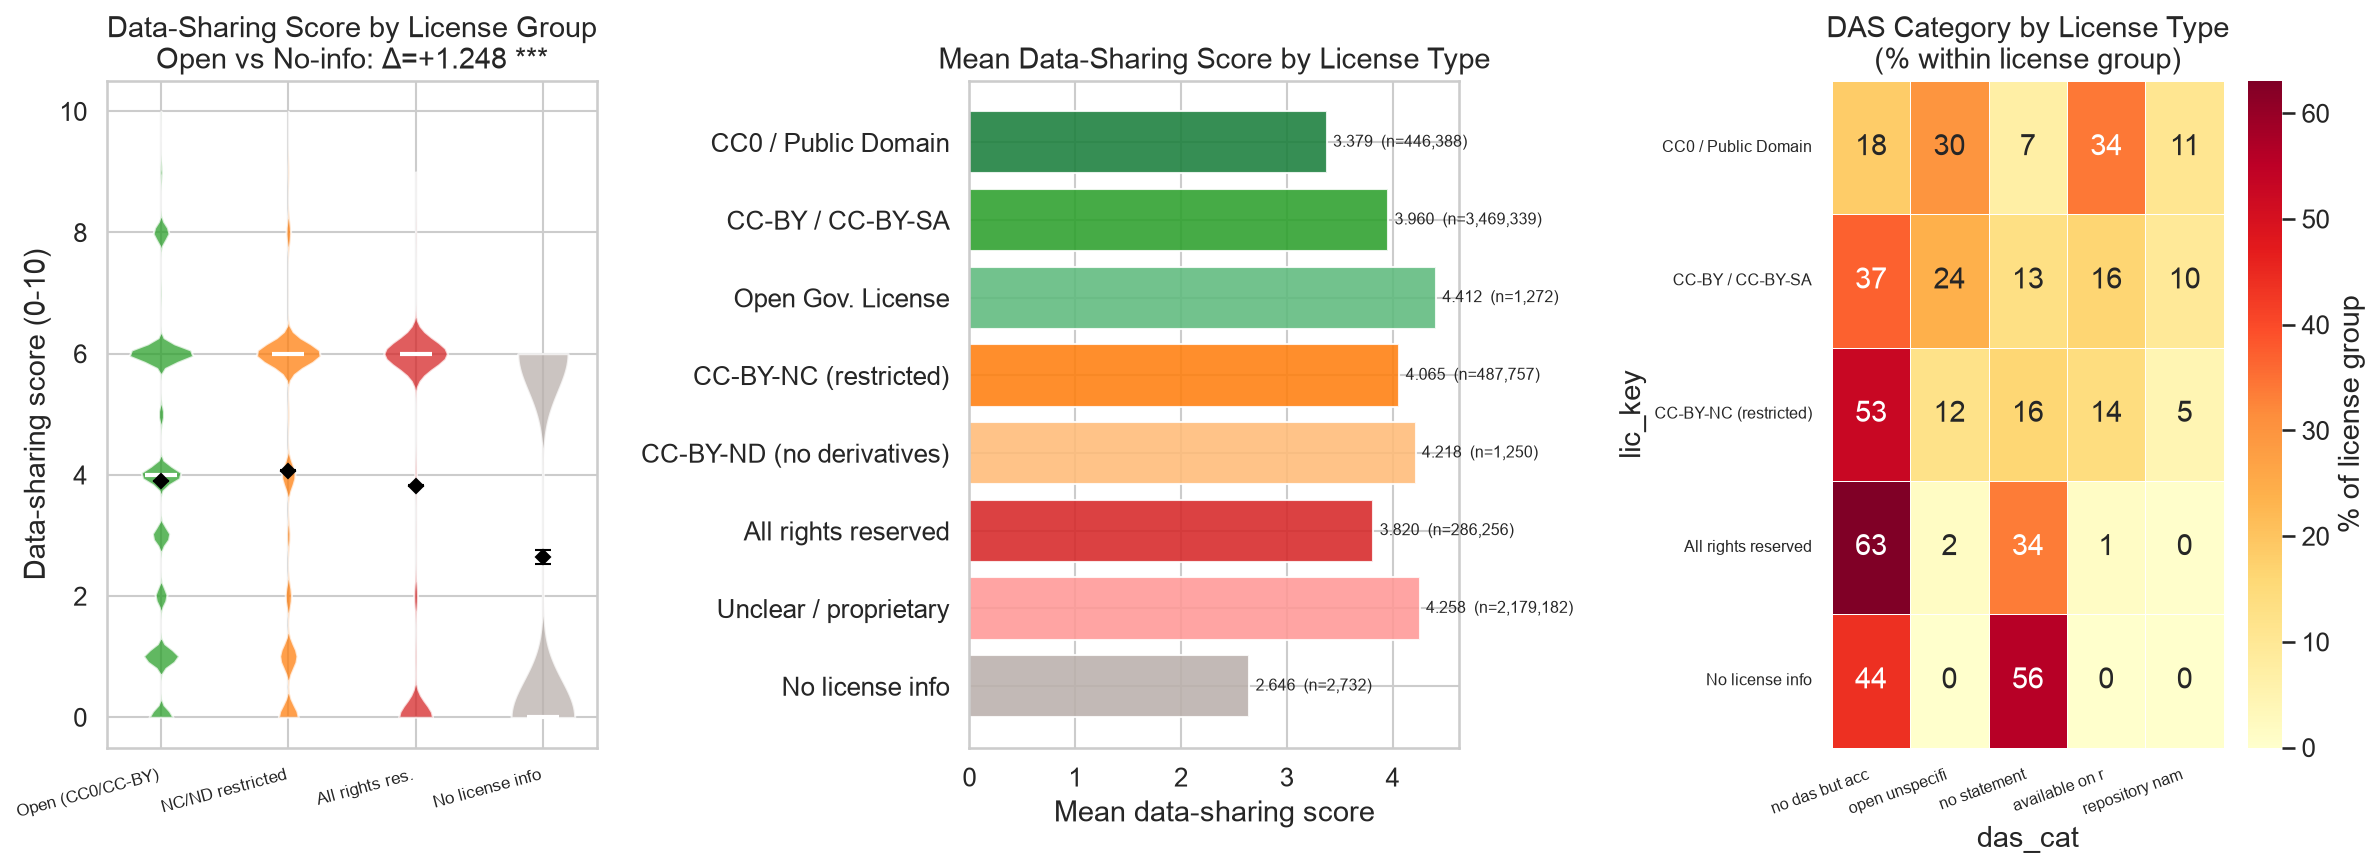 Data-Sharing Score by License Group
Open vs No-info: Δ=+1.248 ***
Data-sharing score (0-10)
10
8
6
4
2
0
Open (CC0/CC-BY)
NC/ND restricted
All rights res.
No license info
Mean Data-Sharing Score by License Type
CC0 / Public Domain
3.379 (n=446,388)
CC-BY / CC-BY-SA
3.960 (n=3,469,339)
Open Gov. License
4.412 (n=1,272)
CC-BY-NC (restricted)
4.065 (n=487,757)
CC-BY-ND (no derivatives)
4.218 (n=1,250)
All rights reserved
3.820 (n=286,256)
Unclear / proprietary
4.258 (n=2,179,182)
No license info
2.646 (n=2,732)
0 1 2 3 4
Mean data-sharing score
DAS Category by License Type
(% within license group)
lic_key
CC0 / Public Domain 18 30 7 34 11
CC-BY / CC-BY-SA 37 24 13 16 10
CC-BY-NC (restricted) 53 12 16 14 5
All rights reserved 63 2 34 1 0
No license info 44 0 56 0 0
no das but acc
open unspecifi
no statement
available on r
repository nam
das_cat
60
50
40
30
20
10
0
% of license group